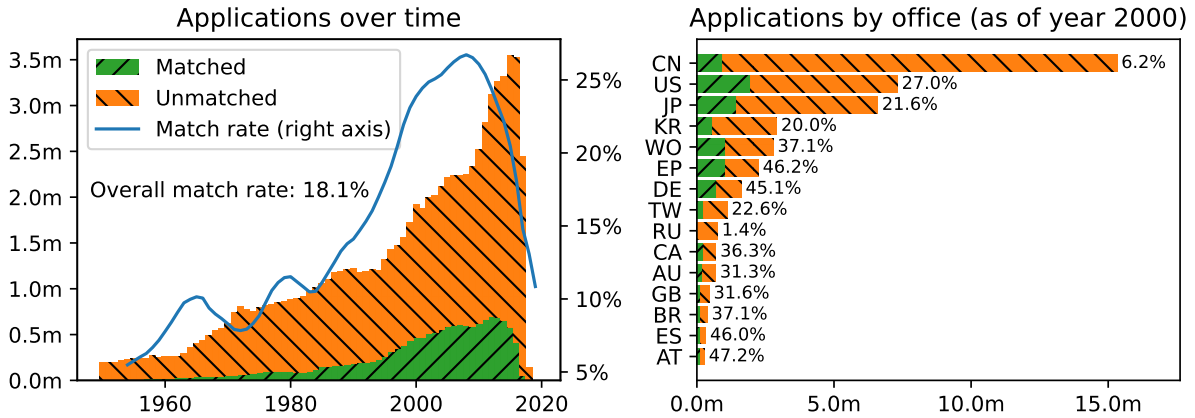 Applications over time
3.5m
3.0m
2.5m
2.0m
1.5m
1.0m
0.5m
0.0m
Matched
Unmatched
Match rate (right axis)
Overall match rate: 18.1%
25%
20%
15%
10%
5%
1960
1980
2000
2020
Applications by office (as of year 2000)
CN 6.2%
US 27.0%
JP 21.6%
KR 20.0%
WO 37.1%
EP 46.2%
DE 45.1%
TW 22.6%
RU 1.4%
CA 36.3%
AU 31.3%
GB 31.6%
BR 37.1%
ES 46.0%
AT 47.2%
0.0m
5.0m
10.0m
15.0m